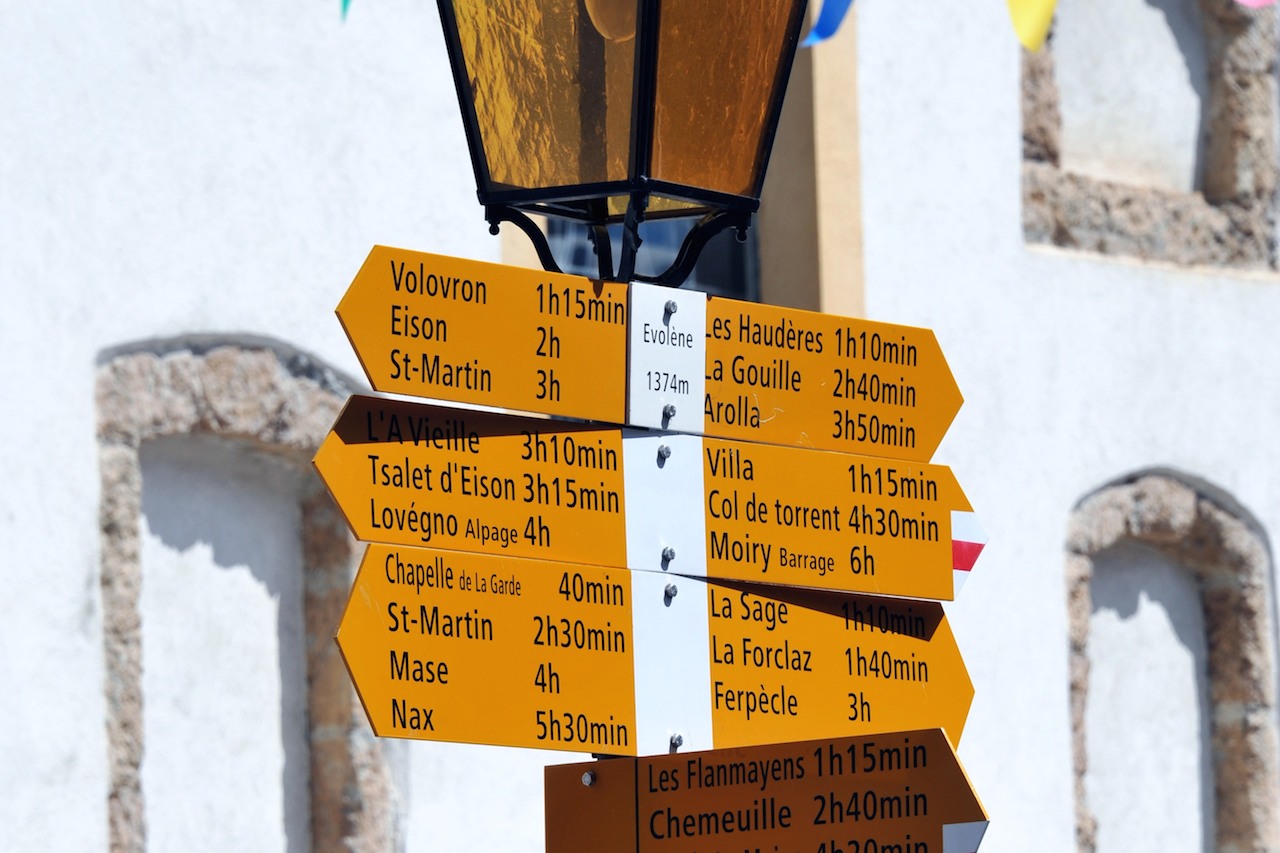 Volovron 1h15min
Eison 2h
St-Martin 3h
Evolène
1374m
Les Haudères 1h10min
La Gouille 2h40min
Arolla 3h50min
L'A Vieille 3h10min
Tsalet d'Eison 3h15min
Lovégno Alpage 4h
Villa 1h15min
Col de torrent 4h30min
Moiry Barrage 6h
Chapelle de La Garde 40min
St-Martin 2h30min
Mase 4h
Nax 5h30min
La Sage 1h10min
La Forclaz 1h40min
Ferpècle 3h
Les Flanmayens 1h15min
Chemeuille 2h40min